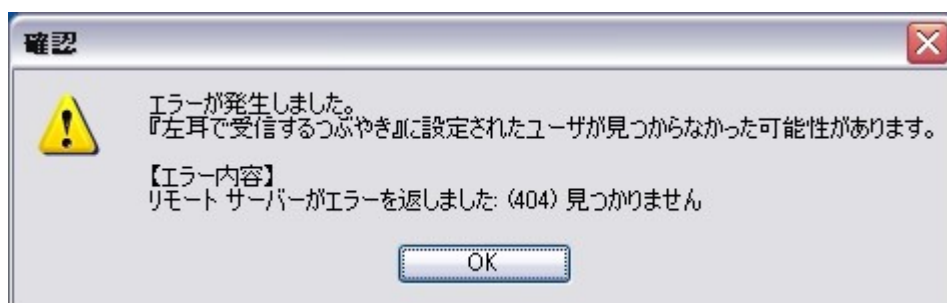 確認
エラーが発生しました。
『左耳で受信するつぶやき』に設定されたユーザが見つからなかった可能性があります。
【エラー内容】
リモート サーバーがエラーを返しました: (404) 見つかりません
OK